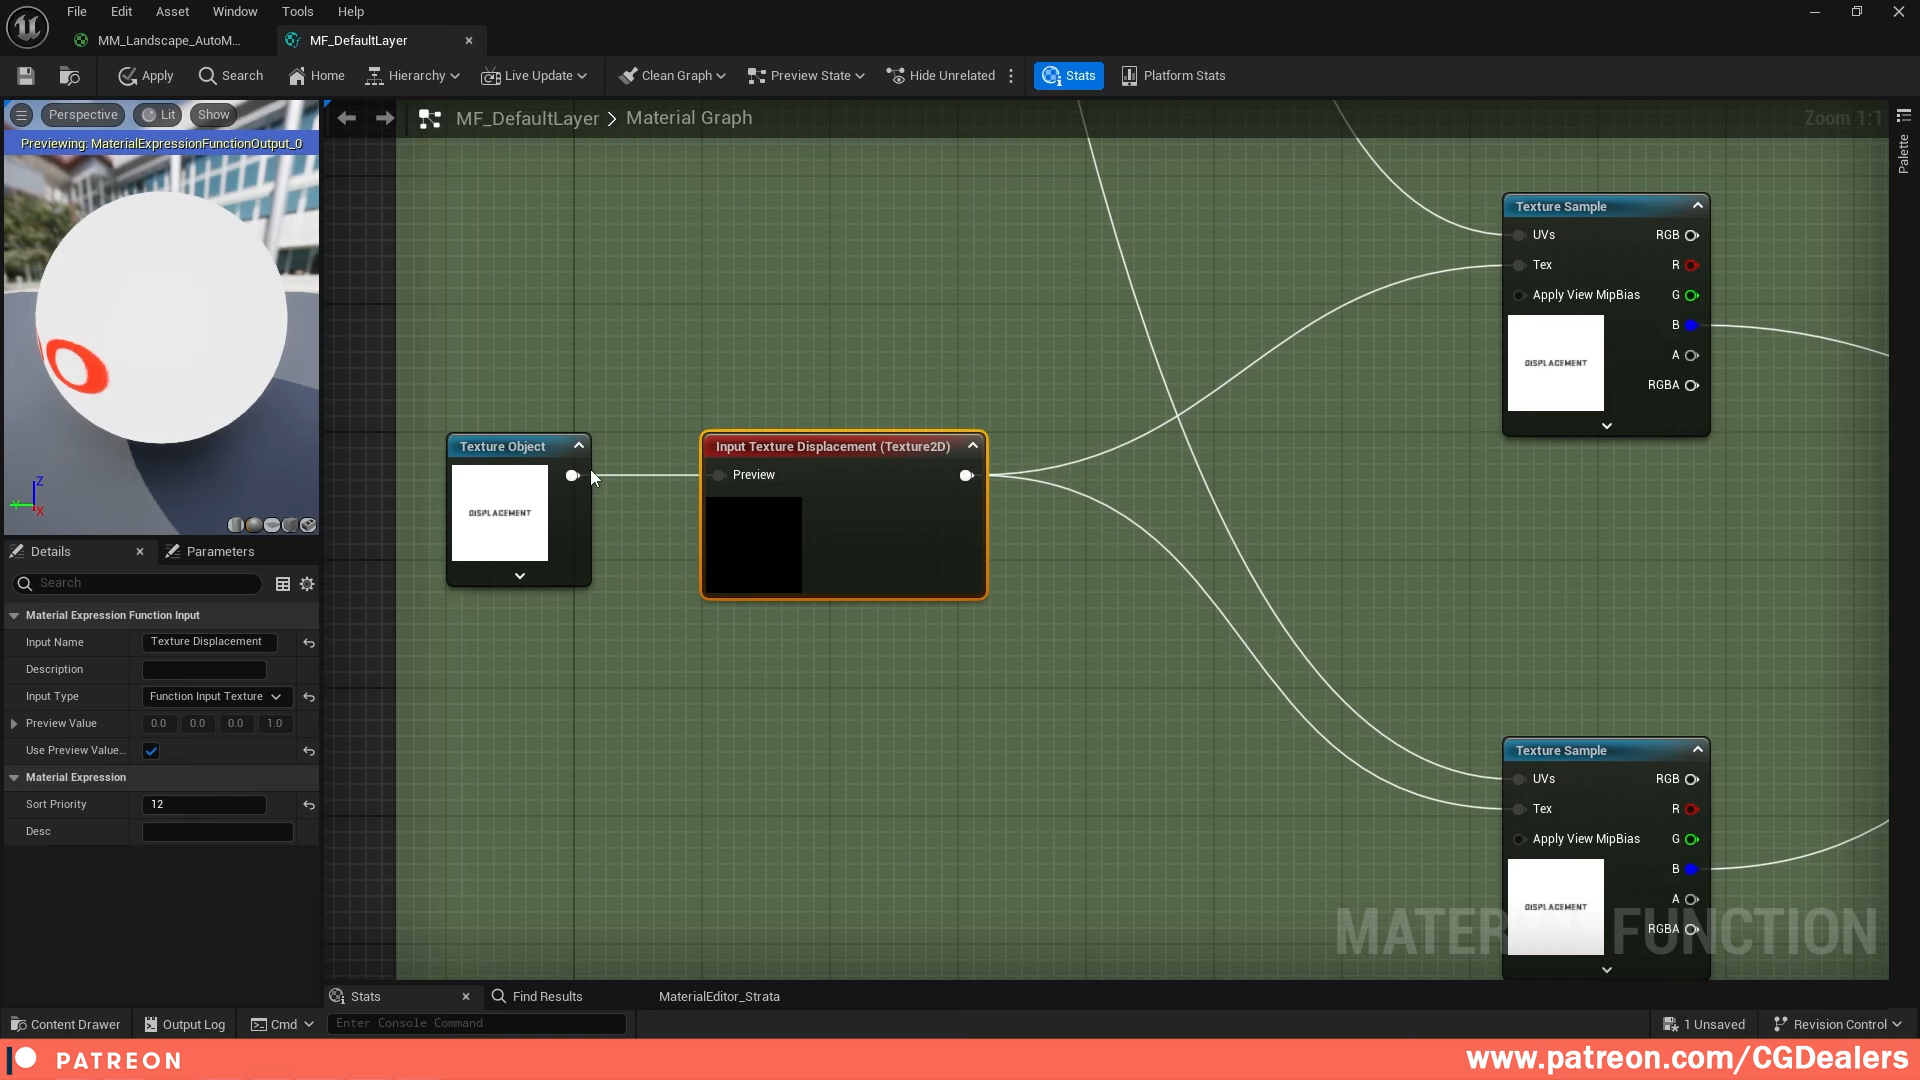 File Edit Asset Window Tools Help
MM_Landscape_AutoM... MF_DefaultLayer
Apply Search Home Hierarchy Live Update Clean Graph Preview State Hide Unrelated Stats Platform Stats
Perspective Lit Show
MF_DefaultLayer > Material Graph
Zoom 1:1
Palette
Previewing: MaterialExpressionFunctionOutput_0
Z
Y
X
Texture Sample
UVs RGB
Tex R
Apply View MipBias G
B
DISPLACEMENT
A
RGBA
Texture Object
DISPLACEMENT
Input Texture Displacement (Texture2D)
Preview
Texture Sample
UVs RGB
Tex R
Apply View MipBias G
B
DISPLACEMENT
A
RGBA
Details Parameters
Search
Material Expression Function Input
Input Name Texture Displacement
Description
Input Type Function Input Texture
Preview Value 0.0 0.0 0.0 1.0
Use Preview Value...
Material Expression
Sort Priority 12
Desc
MATERIAL FUNCTION
Stats Find Results MaterialEditor_Strata
Content Drawer Output Log Cmd Enter Console Command 1 Unsaved Revision Control
PATREON www.patreon.com/CGDealers